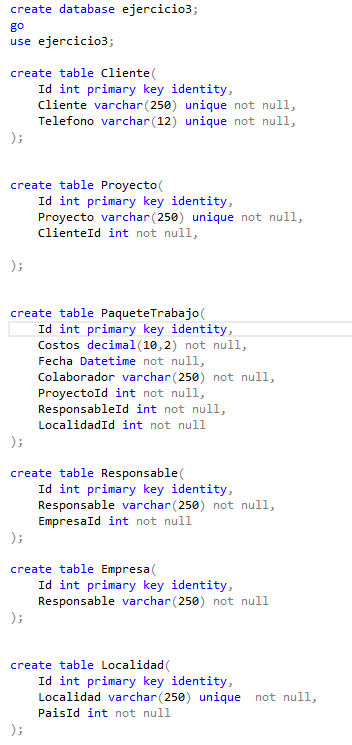 create database ejercicio3;
go
use ejercicio3;
create table Cliente(
Id int primary key identity,
Cliente varchar(250) unique not null,
Telefono varchar(12) unique not null,
);
create table Proyecto(
Id int primary key identity,
Proyecto varchar(250) unique not null,
ClienteId int not null,
);
create table PaqueteTrabajo(
Id int primary key identity,
Costos decimal(10,2) not null,
Fecha Datetime not null,
Colaborador varchar(250) not null,
ProyectoId int not null,
ResponsableId int not null,
LocalidadId int not null
);
create table Responsable(
Id int primary key identity,
Responsable varchar(250) not null,
EmpresaId int not null
);
create table Empresa(
Id int primary key identity,
Responsable varchar(250) not null
);
create table Localidad(
Id int primary key identity,
Localidad varchar(250) unique  not null,
PaisId int not null
);